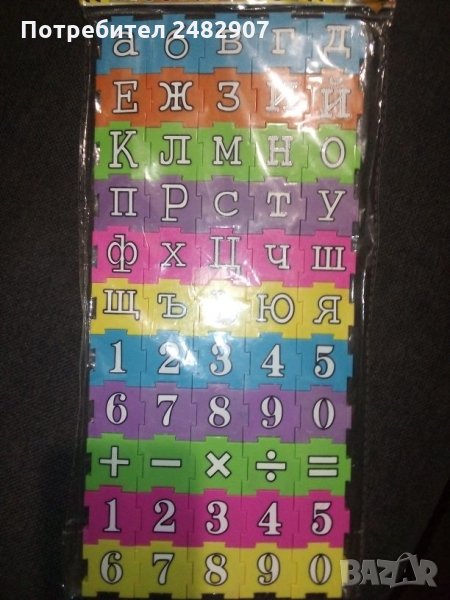 Потребител 2482907
а б в г д
Е Ж З И Й
К Л М Н О
П Р С Т У
Ф Х Ц Ч Ш
Щ Ъ Ь Ю Я
1 2 3 4 5
6 7 8 9 0
+ − × ÷ =
1 2 3 4 5
6 7 8 9 0
BAZAR